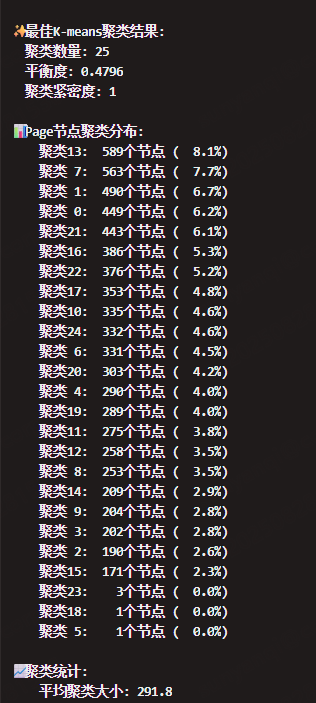 ✨最佳K-means聚类结果:
聚类数量: 25
平衡度: 0.4796
聚类紧密度: 1
📊Page节点聚类分布:
聚类13: 589个节点 ( 8.1%)
聚类 7: 563个节点 ( 7.7%)
聚类 1: 490个节点 ( 6.7%)
聚类 0: 449个节点 ( 6.2%)
聚类21: 443个节点 ( 6.1%)
聚类16: 386个节点 ( 5.3%)
聚类22: 376个节点 ( 5.2%)
聚类17: 353个节点 ( 4.8%)
聚类10: 335个节点 ( 4.6%)
聚类24: 332个节点 ( 4.6%)
聚类 6: 331个节点 ( 4.5%)
聚类20: 303个节点 ( 4.2%)
聚类 4: 290个节点 ( 4.0%)
聚类19: 289个节点 ( 4.0%)
聚类11: 275个节点 ( 3.8%)
聚类12: 258个节点 ( 3.5%)
聚类 8: 253个节点 ( 3.5%)
聚类14: 209个节点 ( 2.9%)
聚类 9: 204个节点 ( 2.8%)
聚类 3: 202个节点 ( 2.8%)
聚类 2: 190个节点 ( 2.6%)
聚类15: 171个节点 ( 2.3%)
聚类23: 3个节点 ( 0.0%)
聚类18: 1个节点 ( 0.0%)
聚类 5: 1个节点 ( 0.0%)
📈聚类统计:
平均聚类大小: 291.8